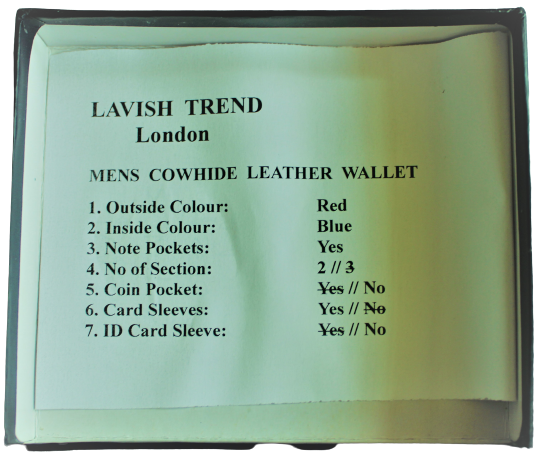 LAVISH TREND
London
MENS COWHIDE LEATHER WALLET
1. Outside Colour: Red
2. Inside Colour: Blue
3. Note Pockets: Yes
4. No of Section: 2 // 3
5. Coin Pocket: Yes // No
6. Card Sleeves: Yes // No
7. ID Card Sleeve: Yes // No